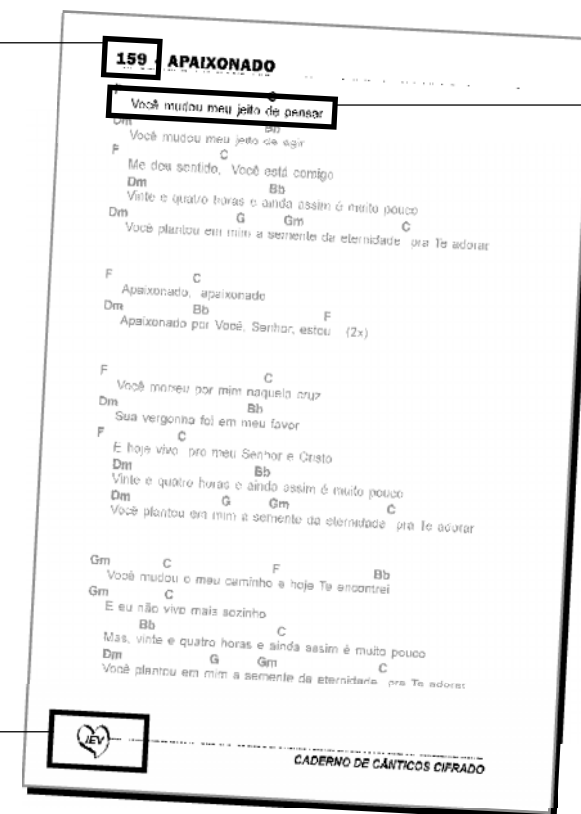 159 - APAIXONADO
F C
Você mudou meu jeito de pensar
Dm Bb
Você mudou meu jeito de agir
F C
Me deu sentido, Você está comigo
Dm Bb
Vinte e quatro horas e ainda assim é muito pouco
Dm G Gm C
Você plantou em mim a semente da eternidade pra Te adorar
F C
Apaixonado, apaixonado
Dm Bb F
Apaixonado por Você, Senhor, estou (2x)
F C
Você morreu por mim naquela cruz
Dm Bb
Sua vergonha foi em meu favor
F C
E hoje vivo pro meu Senhor e Cristo
Dm Bb
Vinte e quatro horas e ainda assim é muito pouco
Dm G Gm C
Você plantou em mim a semente da eternidade pra Te adorar
Gm C F Bb
Você mudou o meu caminho e hoje Te encontrei
Gm C
E eu não vivo mais sozinho
Bb C
Mas, vinte e quatro horas e ainda assim é muito pouco
Dm G Gm C
Você plantou em mim a semente da eternidade pra Te adorar
IEV
CADERNO DE CÂNTICOS CIFRADO